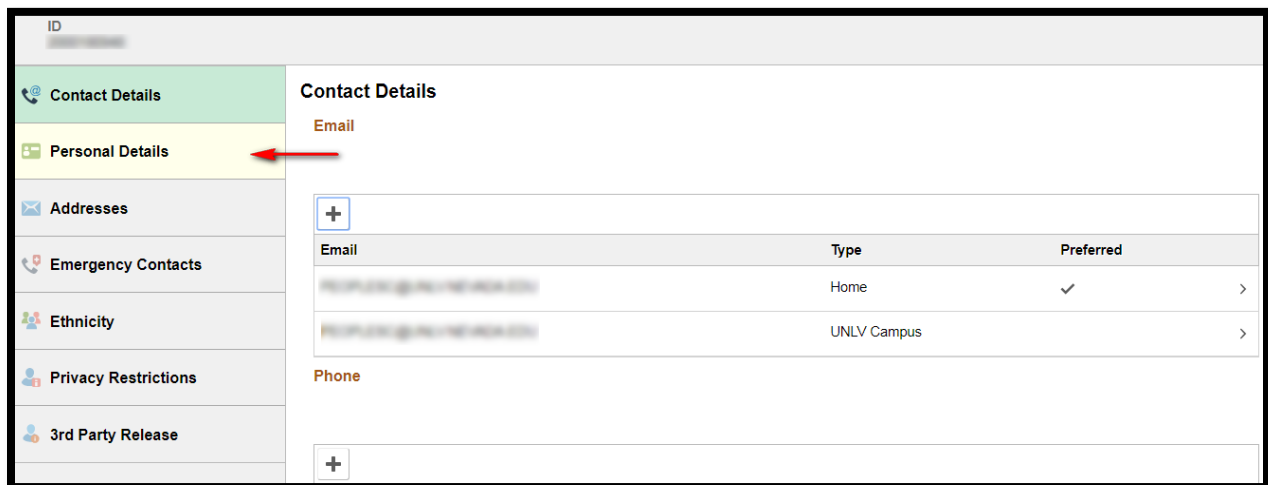 ID
Contact Details
Personal Details
Addresses
Emergency Contacts
Ethnicity
Privacy Restrictions
3rd Party Release
Contact Details
Email
Email Type Preferred
Home
UNLV Campus
Phone